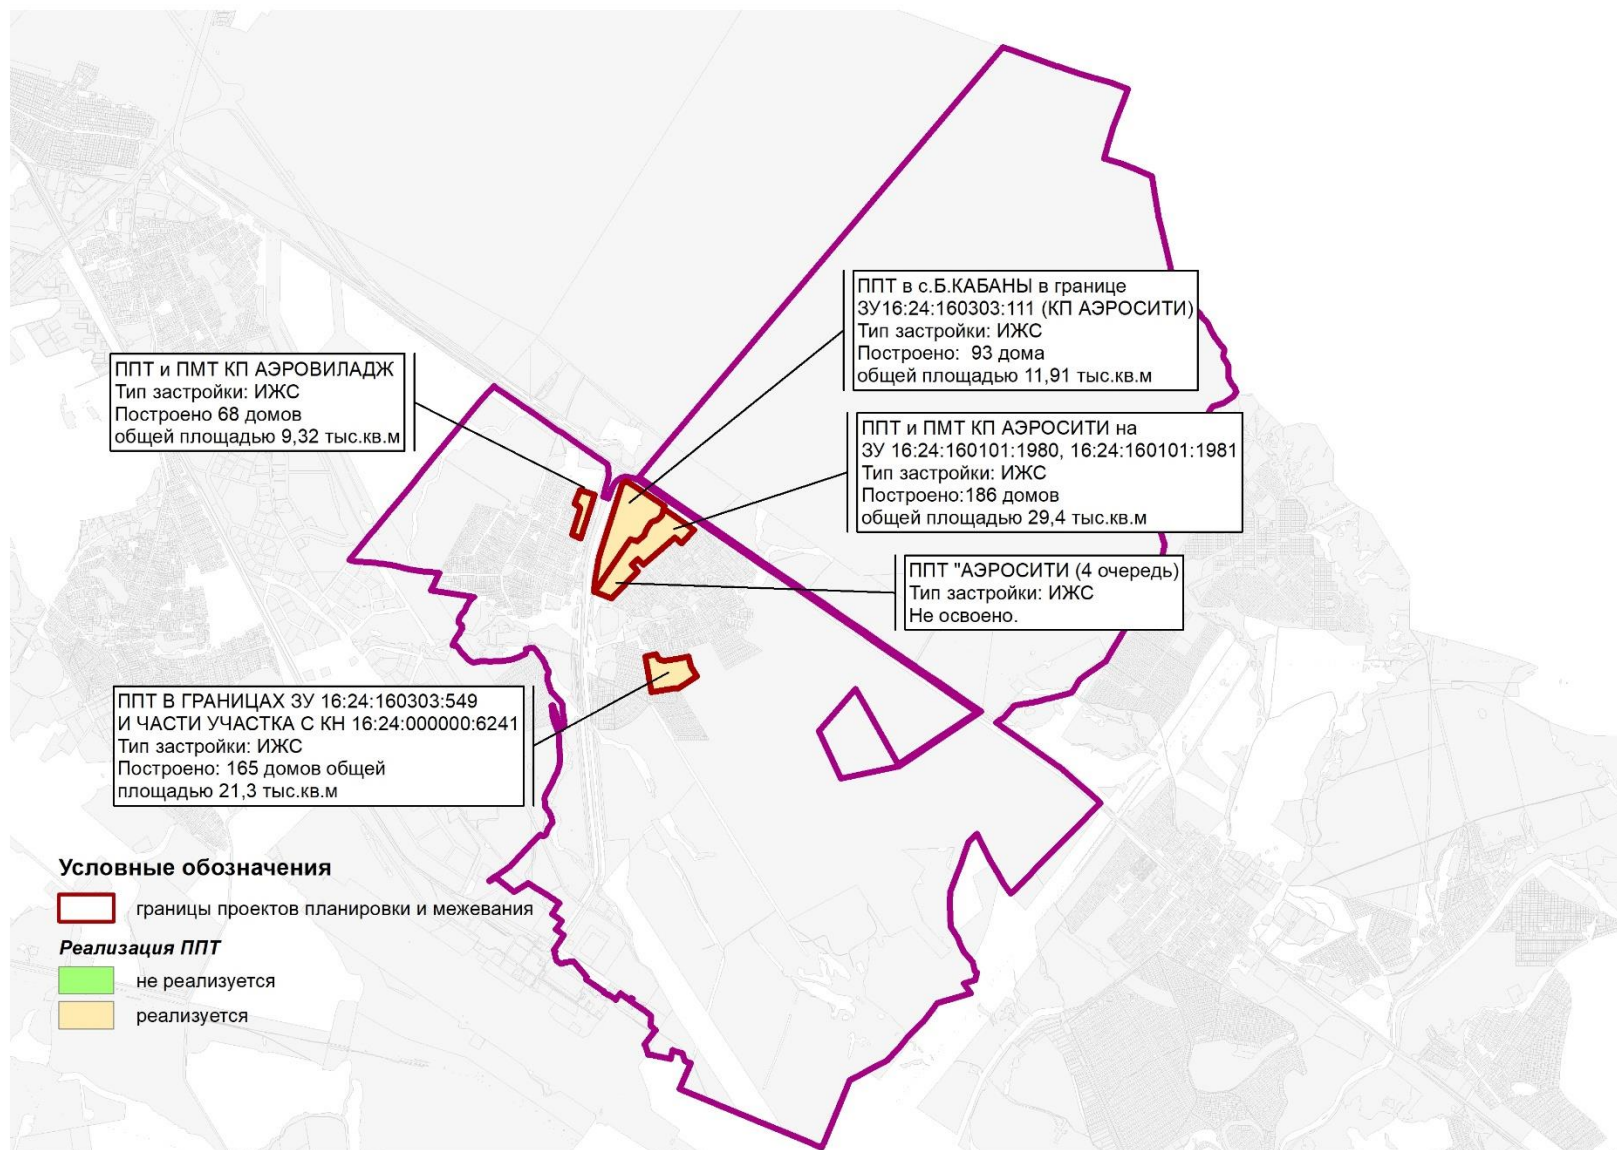 ППТ в с.Б.КАБАНЫ в границе
ЗУ16:24:160303:111 (КП АЭРОСИТИ)
Тип застройки: ИЖС
Построено:  93 дома
общей площадью 11,91 тыс.кв.м
ППТ и ПМТ КП АЭРОВИЛАДЖ
Тип застройки: ИЖС
Построено 68 домов
общей площадью 9,32 тыс.кв.м
ППТ и ПМТ КП АЭРОСИТИ на
ЗУ 16:24:160101:1980, 16:24:160101:1981
Тип застройки: ИЖС
Построено:186 домов
общей площадью 29,4 тыс.кв.м
ППТ "АЭРОСИТИ (4 очередь)
Тип застройки: ИЖС
Не освоено.
ППТ В ГРАНИЦАХ ЗУ 16:24:160303:549
И ЧАСТИ УЧАСТКА С КН 16:24:000000:6241
Тип застройки: ИЖС
Построено: 165 домов общей
площадью 21,3 тыс.кв.м
Условные обозначения
границы проектов планировки и межевания
Реализация ППТ
не реализуется
реализуется